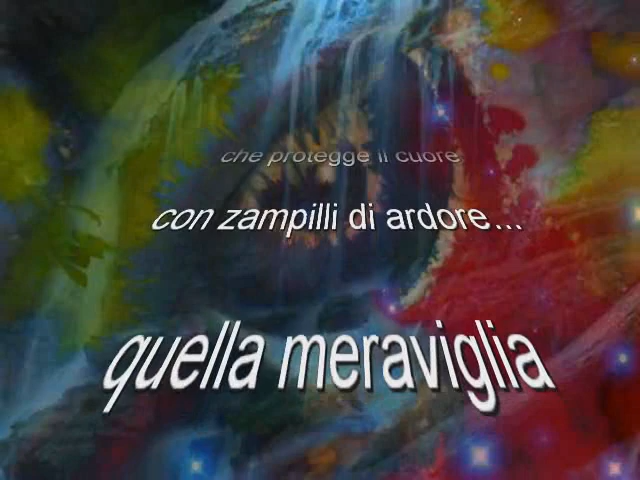 che protegge il cuore
con zampilli di ardore...
quella meraviglia